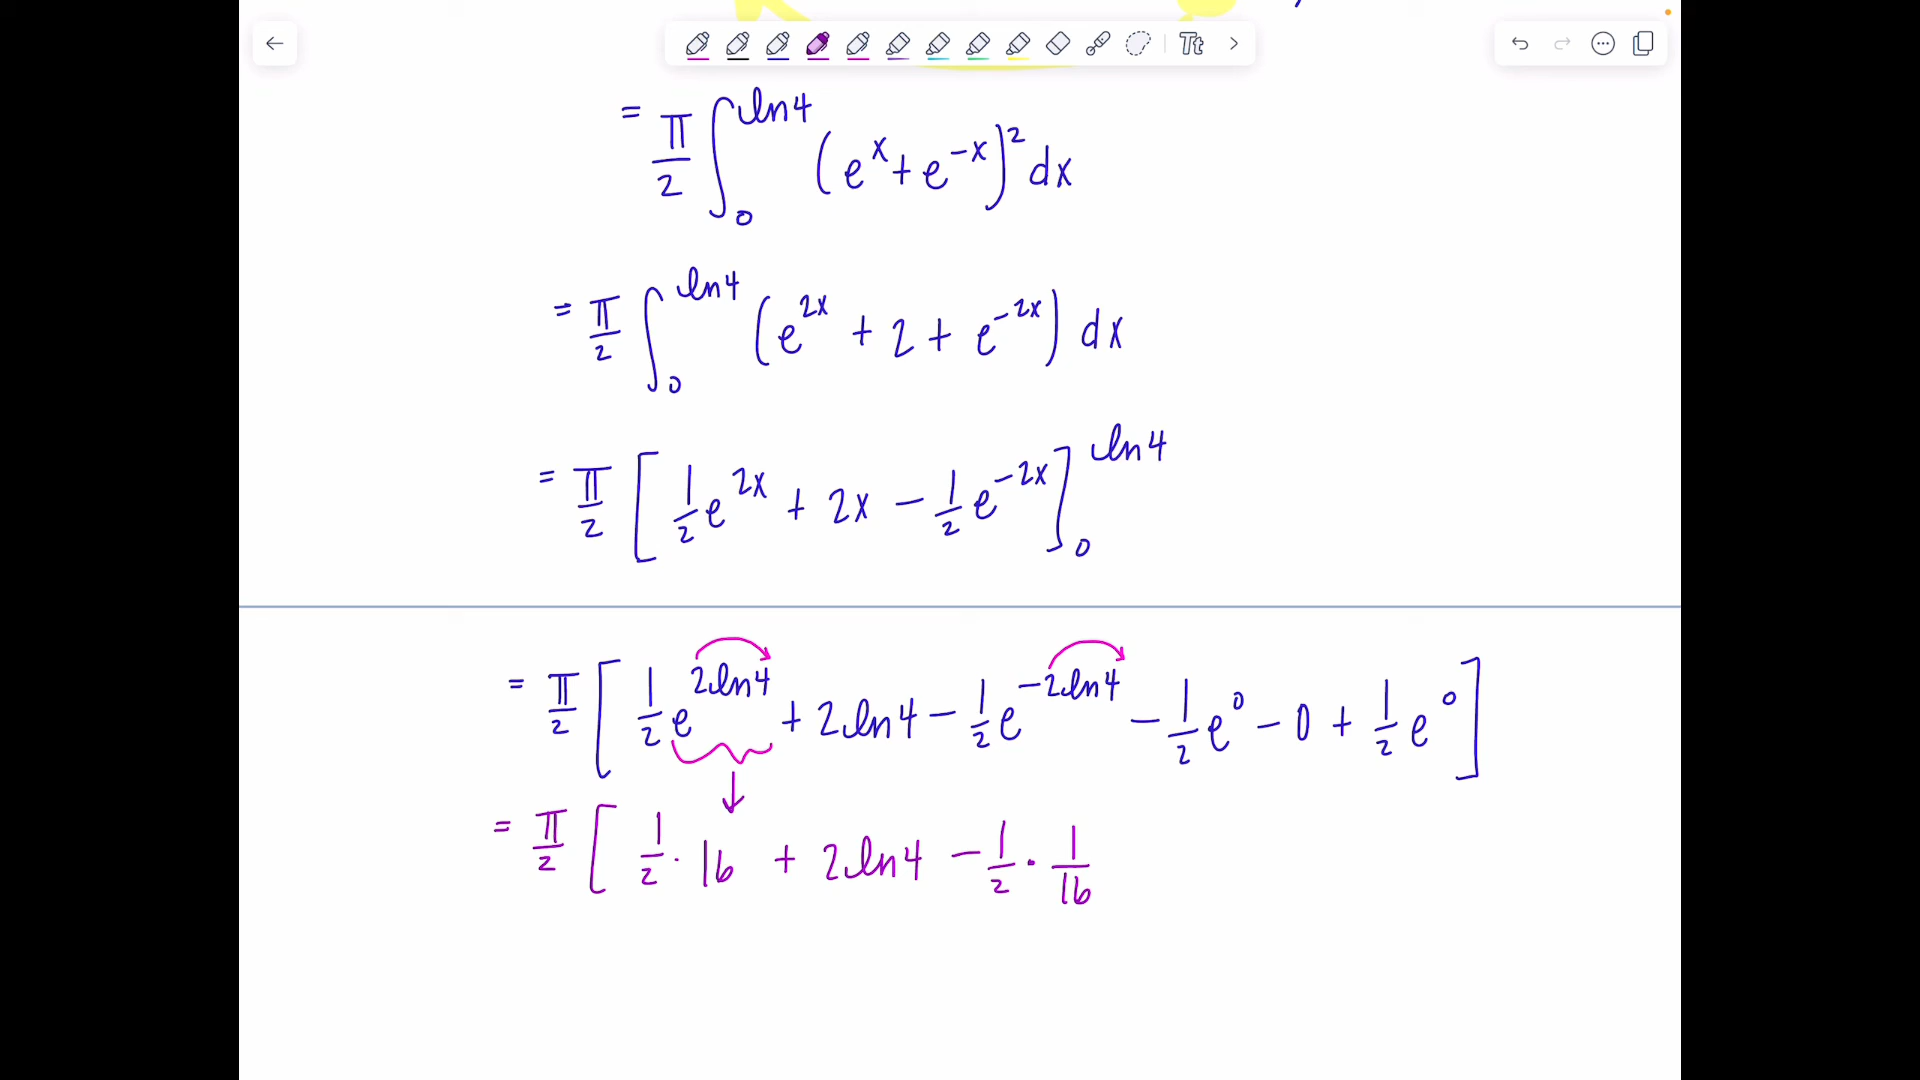 Tt
= π/2 ∫₀^{ln4} (e^x + e^{-x})² dx
= π/2 ∫₀^{ln4} (e^{2x} + 2 + e^{-2x}) dx
= π/2 [ 1/2 e^{2x} + 2x - 1/2 e^{-2x} ]₀^{ln4}
= π/2 [ 1/2 e^{2ln4} + 2ln4 - 1/2 e^{-2ln4} - 1/2 e^0 - 0 + 1/2 e^0 ]
= π/2 [ 1/2 · 16 + 2ln4 - 1/2 · 1/16